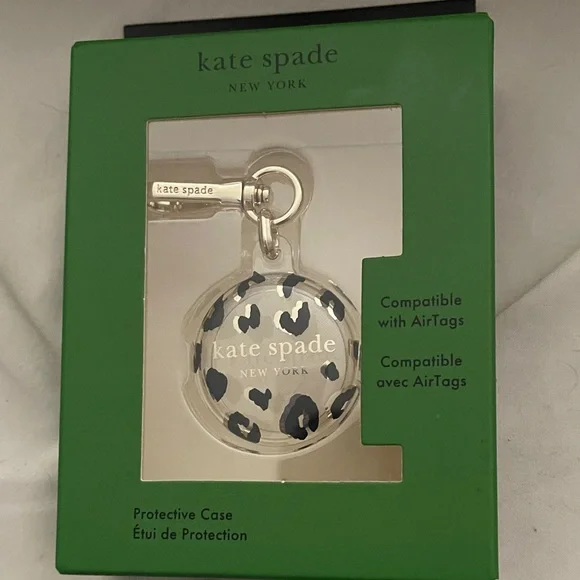 kate spade
NEW YORK
kate spade
kate spade
NEW YORK
Compatible
with AirTags
Compatible
avec AirTags
Protective Case
Étui de Protection